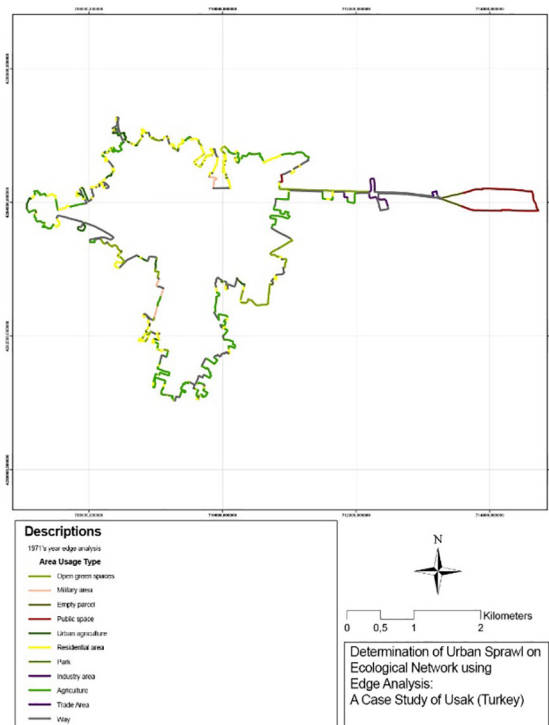 Descriptions
1971's year edge analysis
Area Usage Type
Open green spaces
Military area
Empty parcel
Public space
Urban agriculture
Residential area
Park
Industry area
Agriculture
Trade Area
Way
N
Kilometers
0 0,5 1 2
Determination of Urban Sprawl on
Ecological Network using
Edge Analysis:
A Case Study of Usak (Turkey)